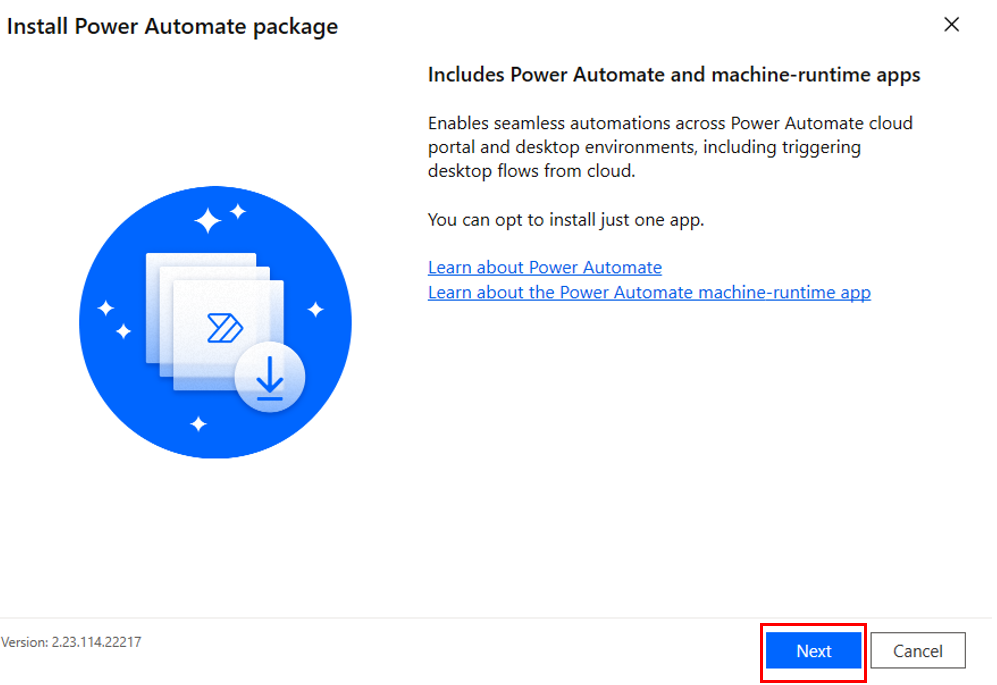 Install Power Automate package
Includes Power Automate and machine-runtime apps
Enables seamless automations across Power Automate cloud
portal and desktop environments, including triggering
desktop flows from cloud.
You can opt to install just one app.
Learn about Power Automate
Learn about the Power Automate machine-runtime app
Version: 2.23.114.22217
Next
Cancel